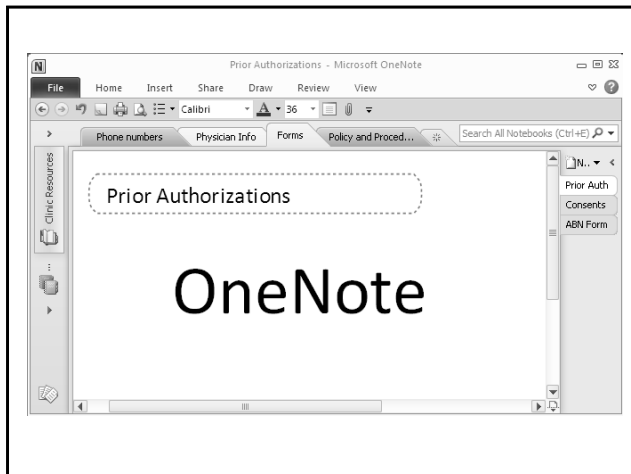 Prior Authorizations - Microsoft OneNote
File Home Insert Share Draw Review View
Calibri A 36
Phone numbers Physician Info Forms Policy and Proced... Search All Notebooks (Ctrl+E)
Clinic Resources
N..
Prior Authorizations
Prior Auth
Consents
ABN Form
OneNote